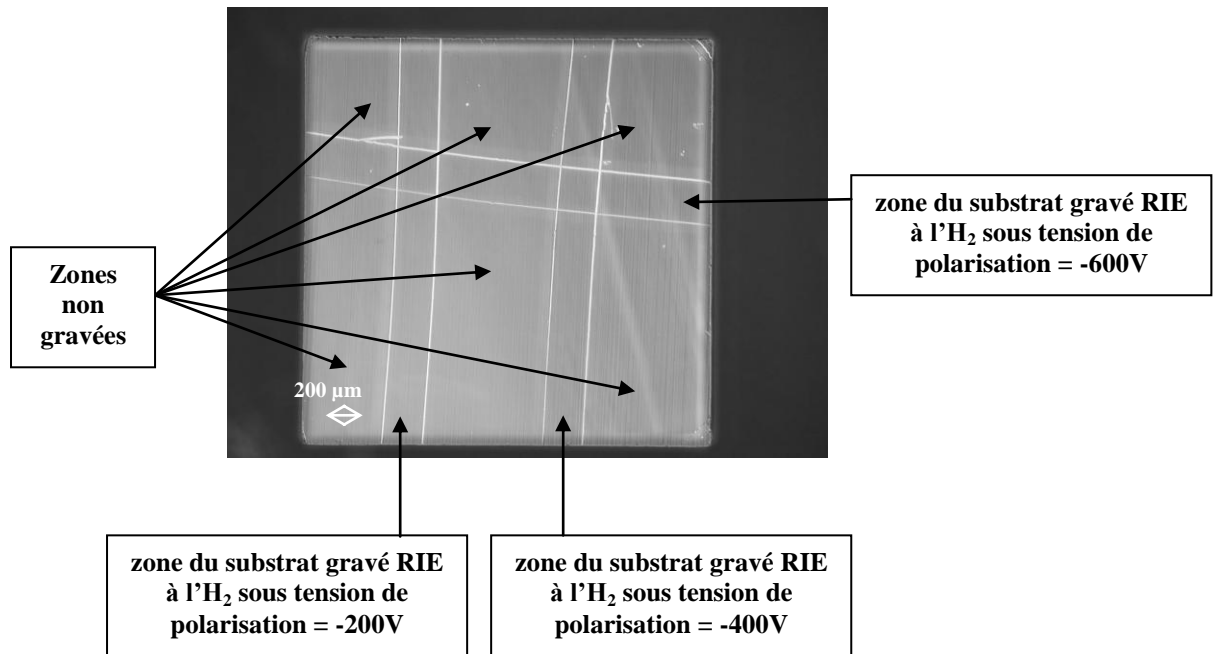 zone du substrat gravé RIE
à l'H₂ sous tension de
polarisation = -600V
Zones
non
gravées
200 µm
zone du substrat gravé RIE
à l'H₂ sous tension de
polarisation = -200V
zone du substrat gravé RIE
à l'H₂ sous tension de
polarisation = -400V